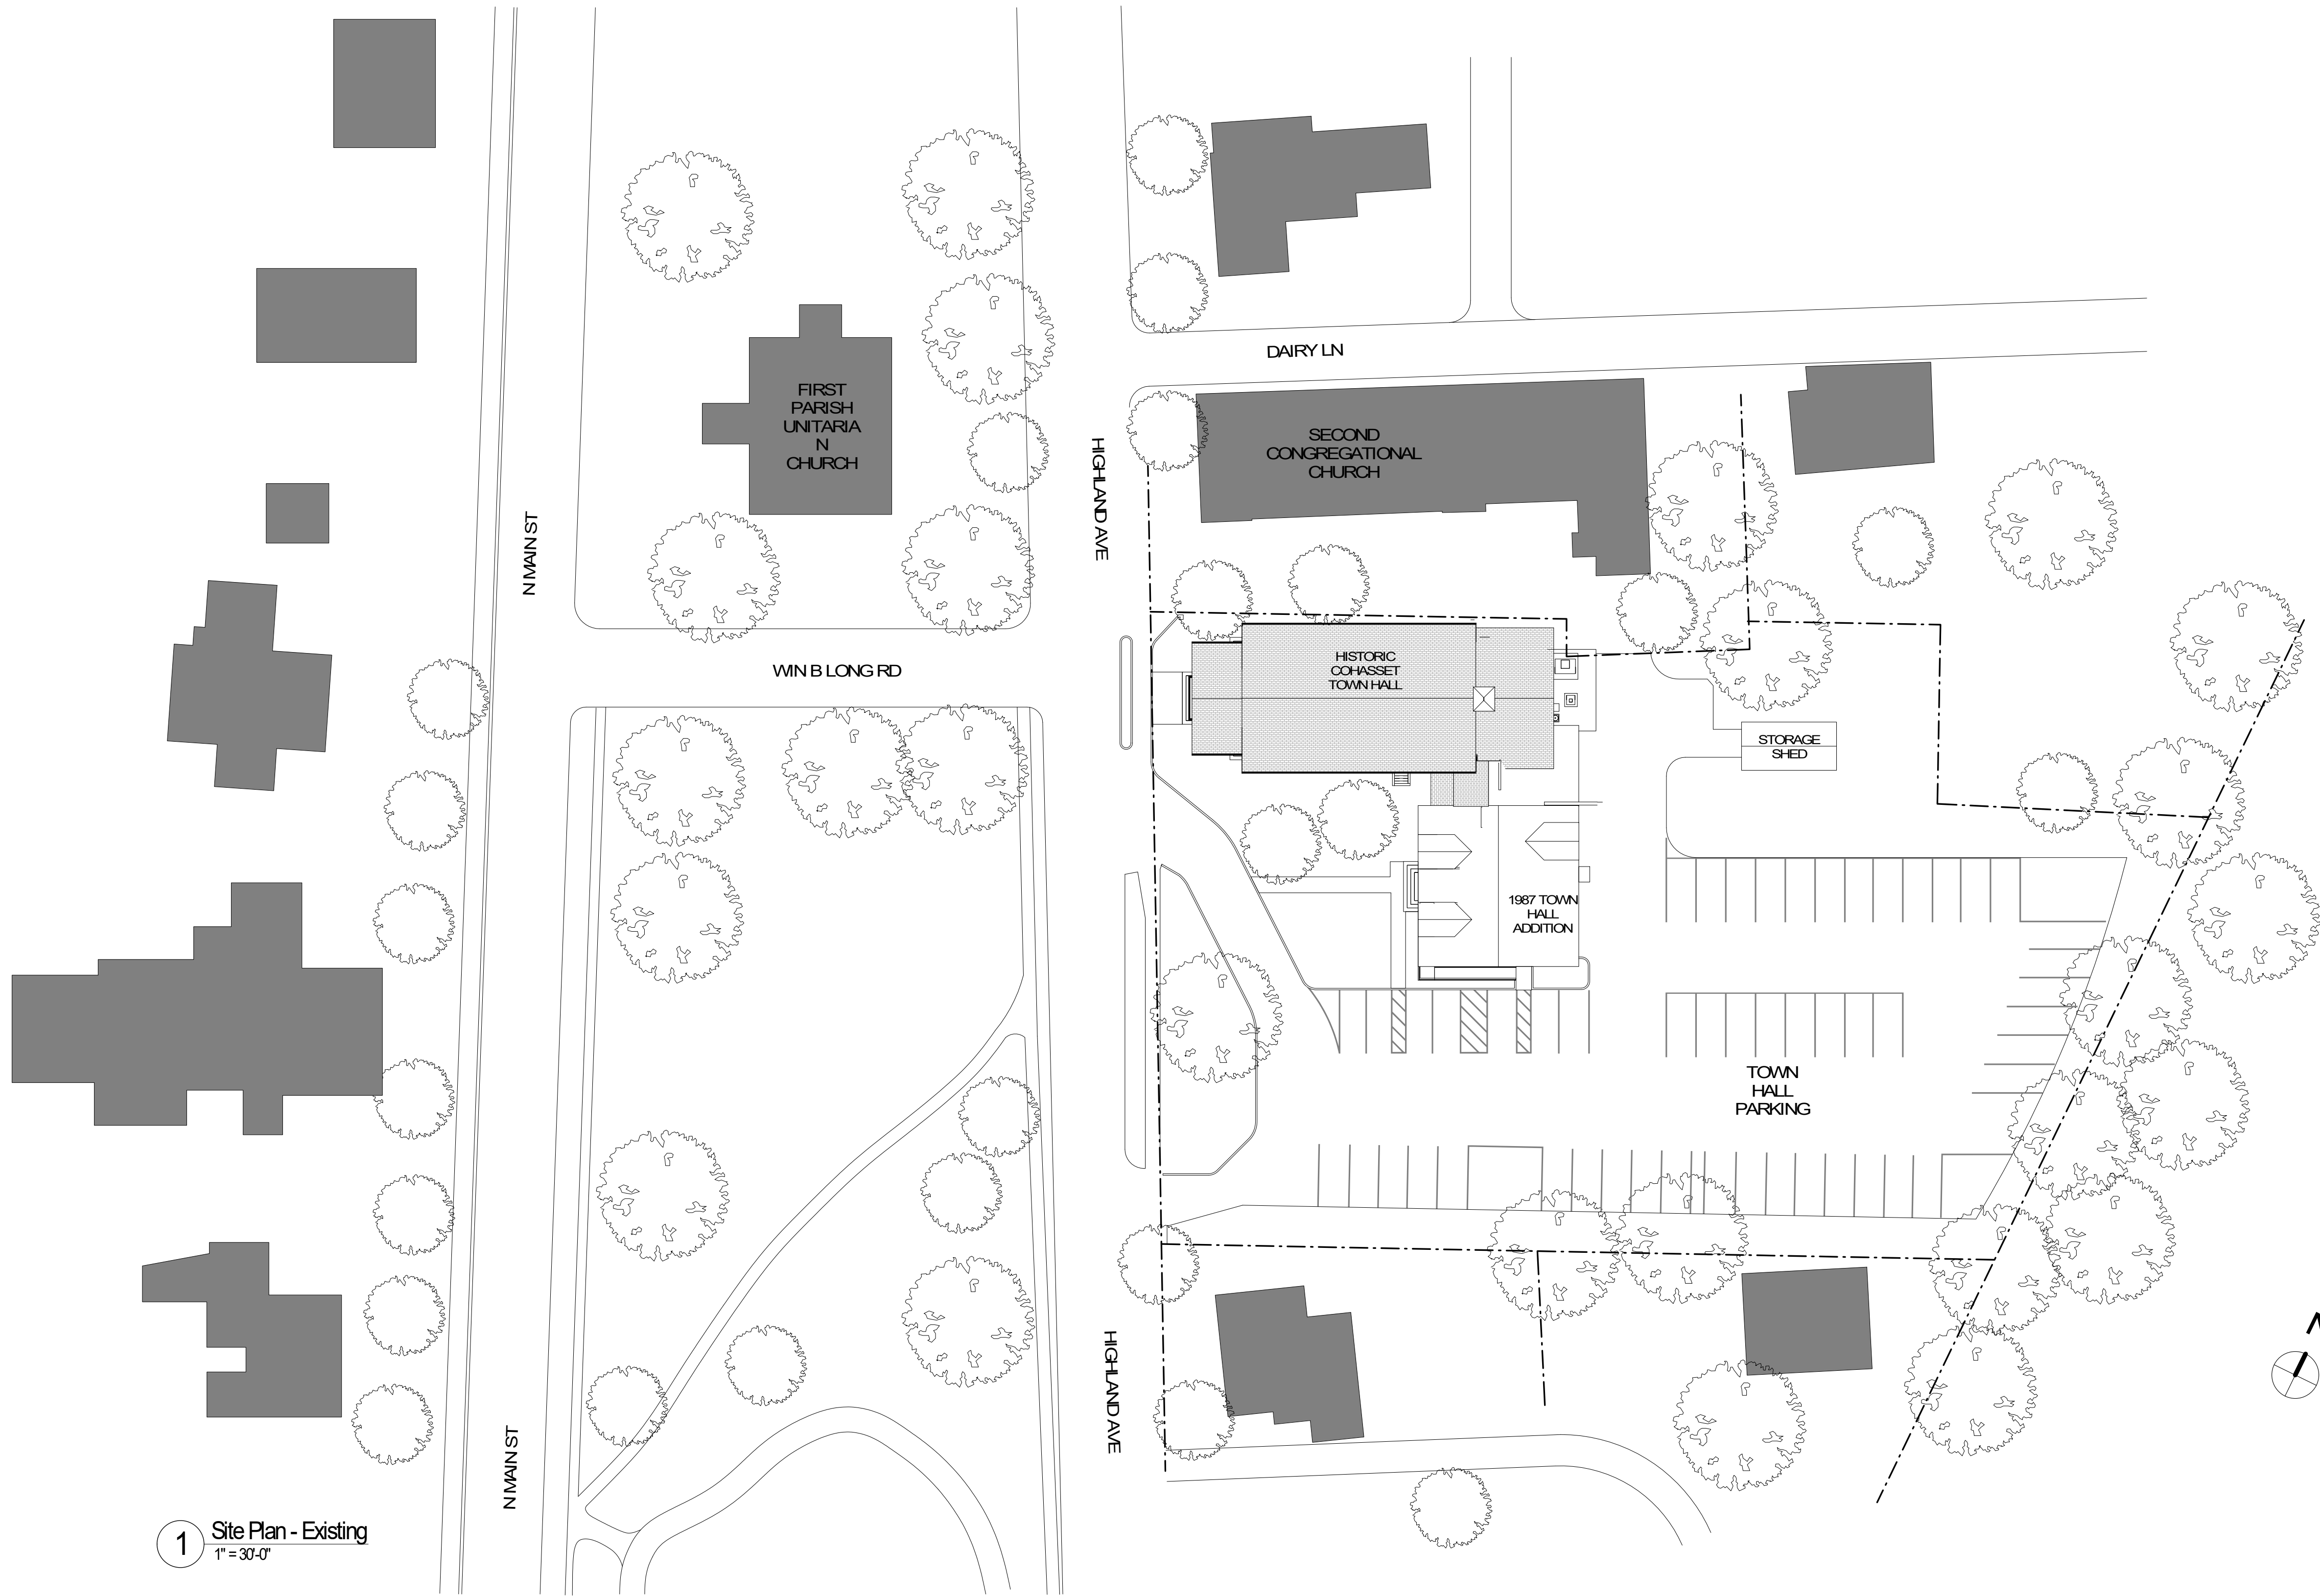 DAIRY LN
FIRST
PARISH
UNITARIA
N
CHURCH
SECOND
CONGREGATIONAL
CHURCH
HIGHLAND AVE
N MAIN ST
WIN B LONG RD
HISTORIC
COHASSET
TOWN HALL
STORAGE
SHED
1987 TOWN
HALL
ADDITION
TOWN
HALL
PARKING
HIGHLAND AVE
N MAIN ST
1
Site Plan - Existing
1" = 30'-0"